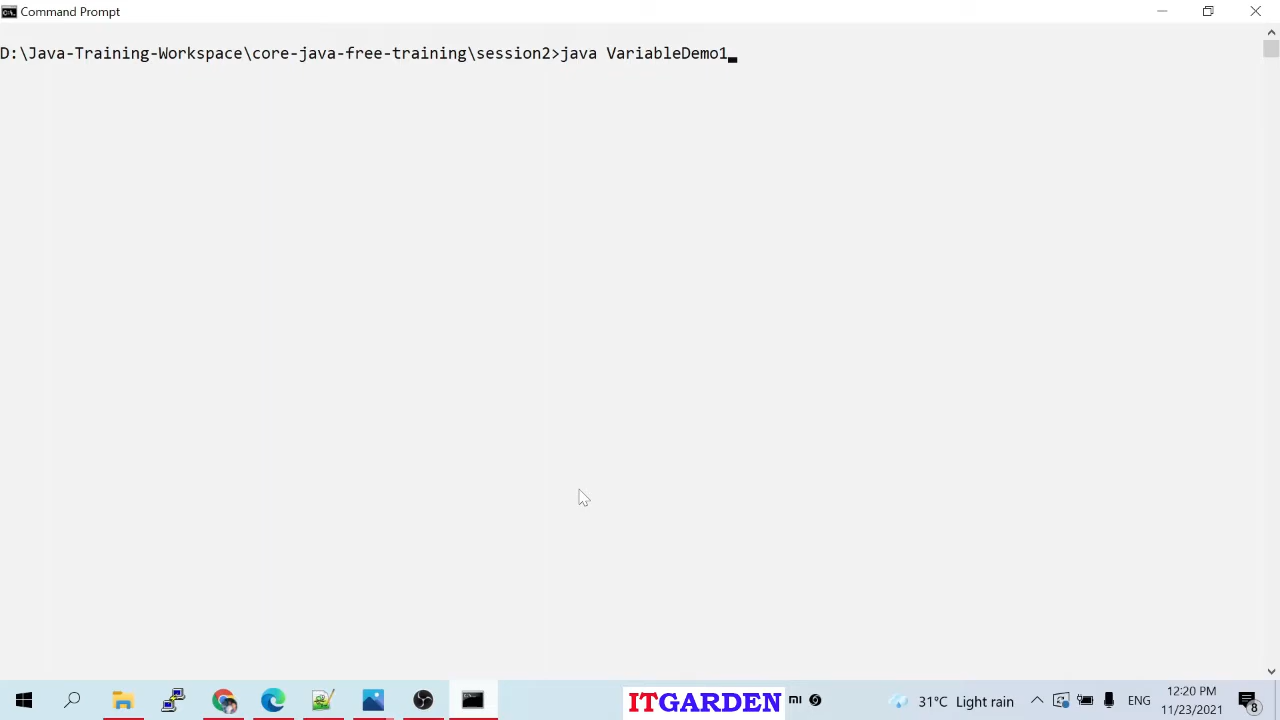 Command Prompt
D:\Java-Training-Workspace\core-java-free-training\session2>java VariableDemo1
ITGARDEN
31°C Light rain
ENG
12:20 PM
11/23/2021
8